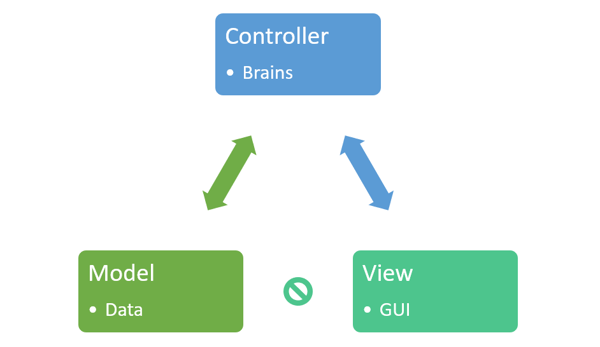 Controller
• Brains
Model
• Data
View
• GUI